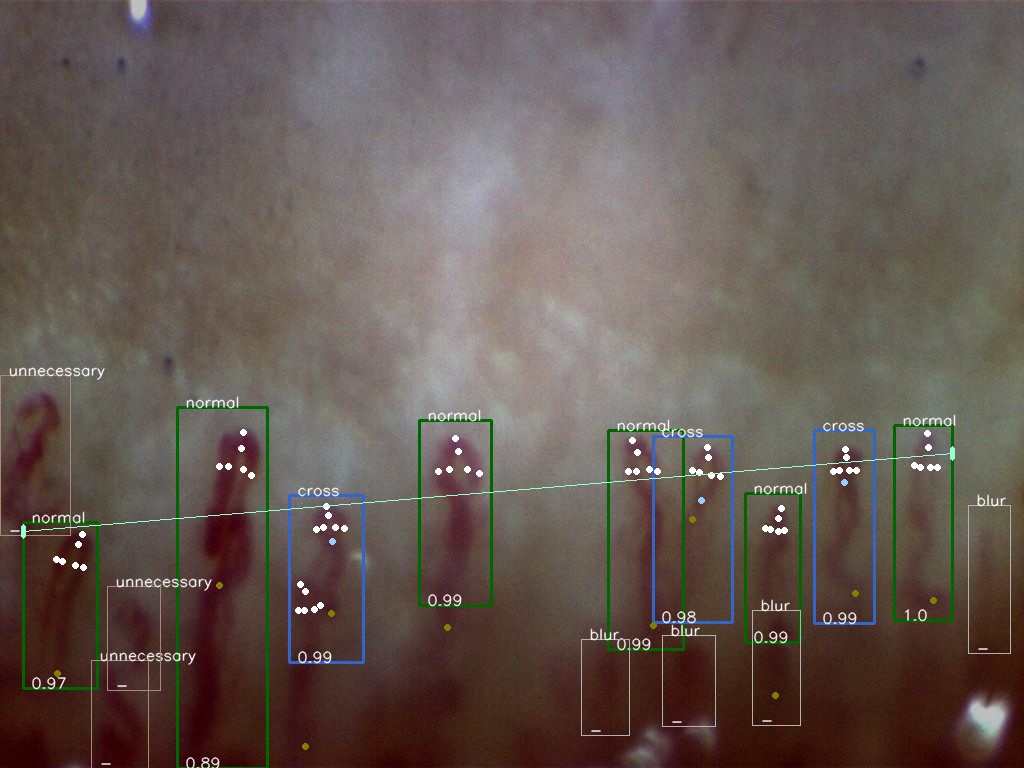 unnecessary
normal
normal
normal
cross
cross
normal
normal
cross
normal
blur
_
unnecessary
blur
0.99
unnecessary
blur
blur
0.98
0.99
1.0
0.99
0.99
0.99
_
0.97
_
_
_
_
_
0.89